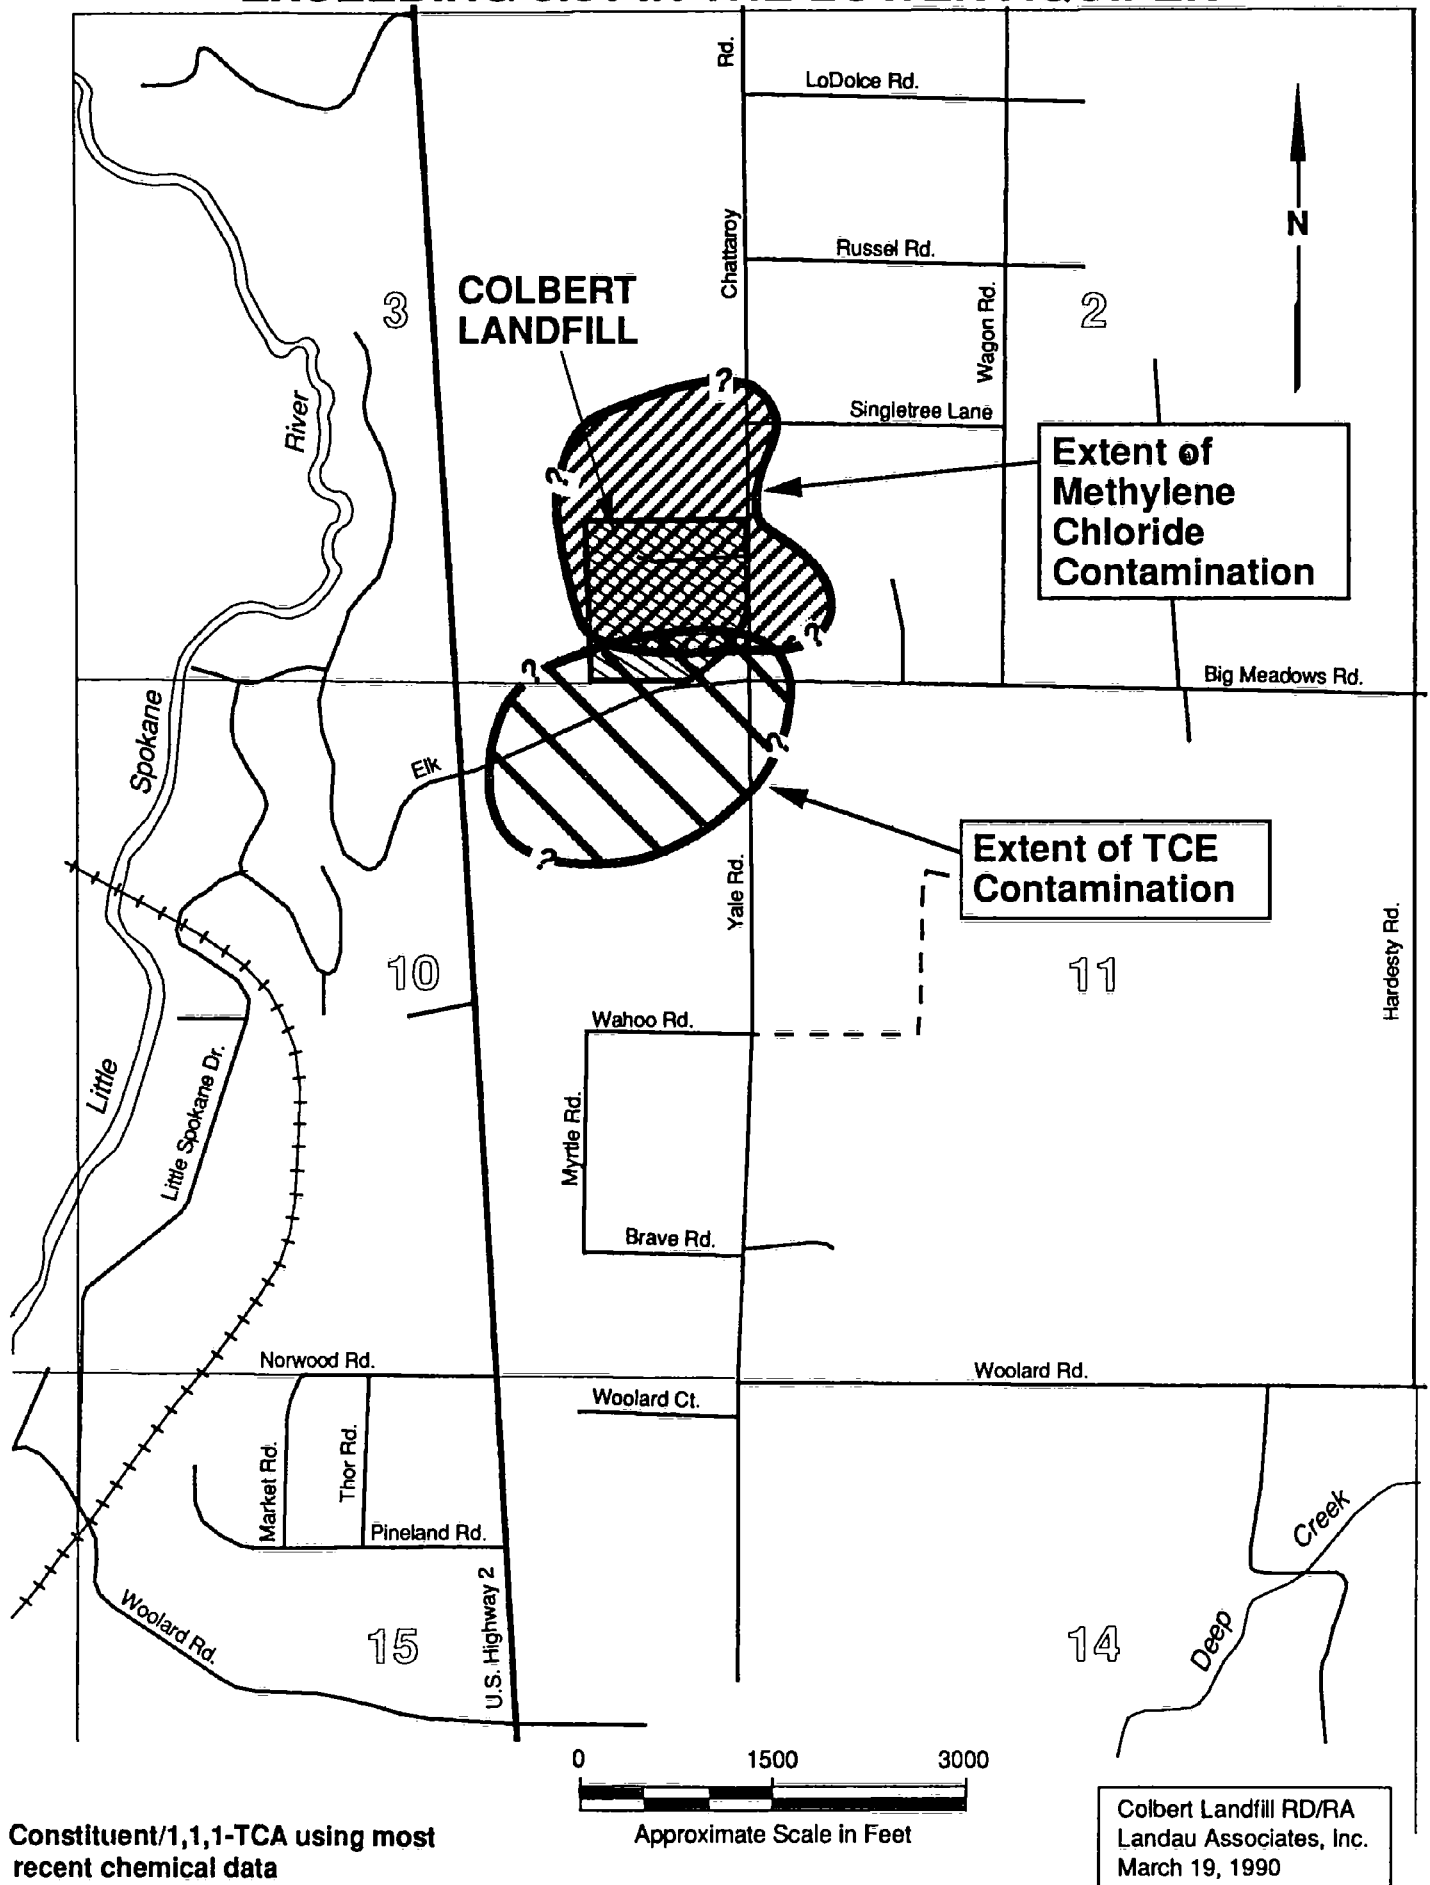 Rd.
LoDolce Rd.
N
Chattaroy
Russel Rd.
COLBERT
LANDFILL
3
2
Wagon Rd.
?
Singletree Lane
River
Extent of
Methylene
Chloride
Contamination
?
?
?
Big Meadows Rd.
Spokane
?
Elk
Extent of TCE
Contamination
?
Yale Rd.
Hardesty Rd.
10
11
Wahoo Rd.
Little
Little Spokane Dr.
Myrtle Rd.
Brave Rd.
Norwood Rd.
Woolard Rd.
Woolard Ct.
Market Rd.
Thor Rd.
Pineland Rd.
Creek
Deep
Woolard Rd.
U.S. Highway 2
15
14
0 1500 3000
Approximate Scale in Feet
Constituent/1,1,1-TCA using most
recent chemical data
Colbert Landfill RD/RA
Landau Associates, Inc.
March 19, 1990